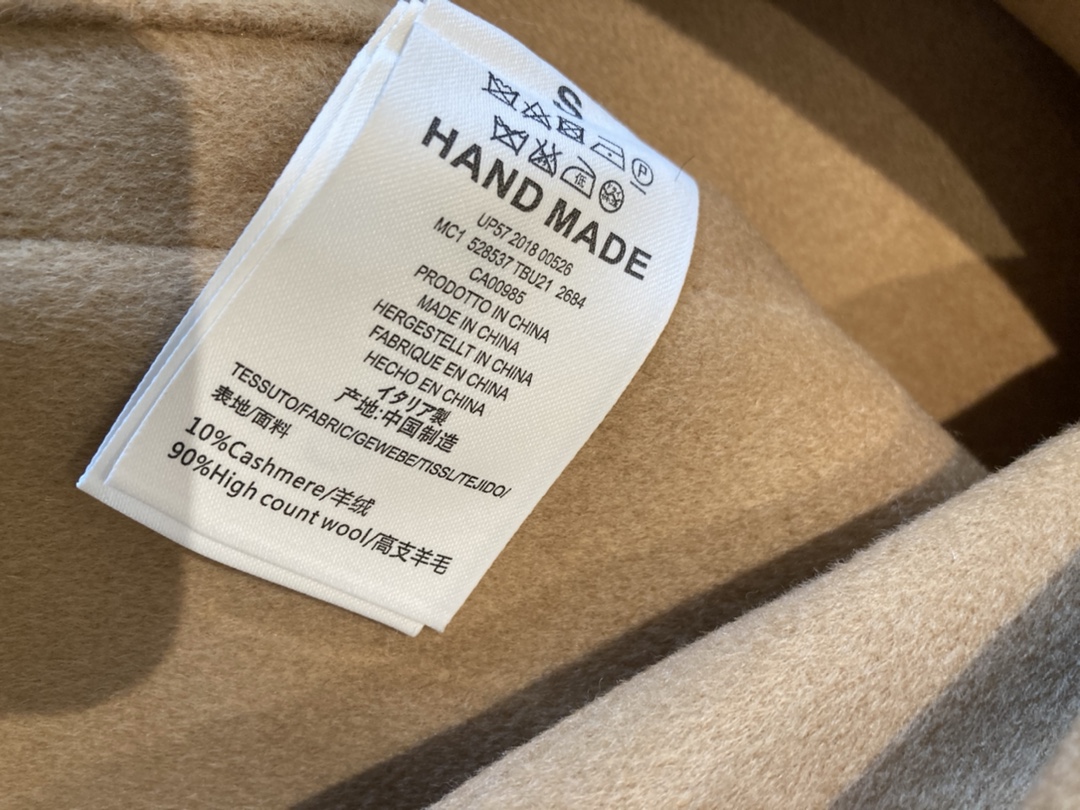 S
P
低
HAND MADE
UP57 2018 00526
MC1 528537 TBU21 2684
CA00985
PRODOTTO IN CHINA
MADE IN CHINA
HERGESTELLT IN CHINA
FABRIQUE EN CHINA
HECHO EN CHINA
イタリア製
产地:中国制造
TESSUTO/FABRIC/GEWEBE/TISSL/TEJIDO/
表地/面料
10%Cashmere/羊绒
90%High count wool/高支羊毛